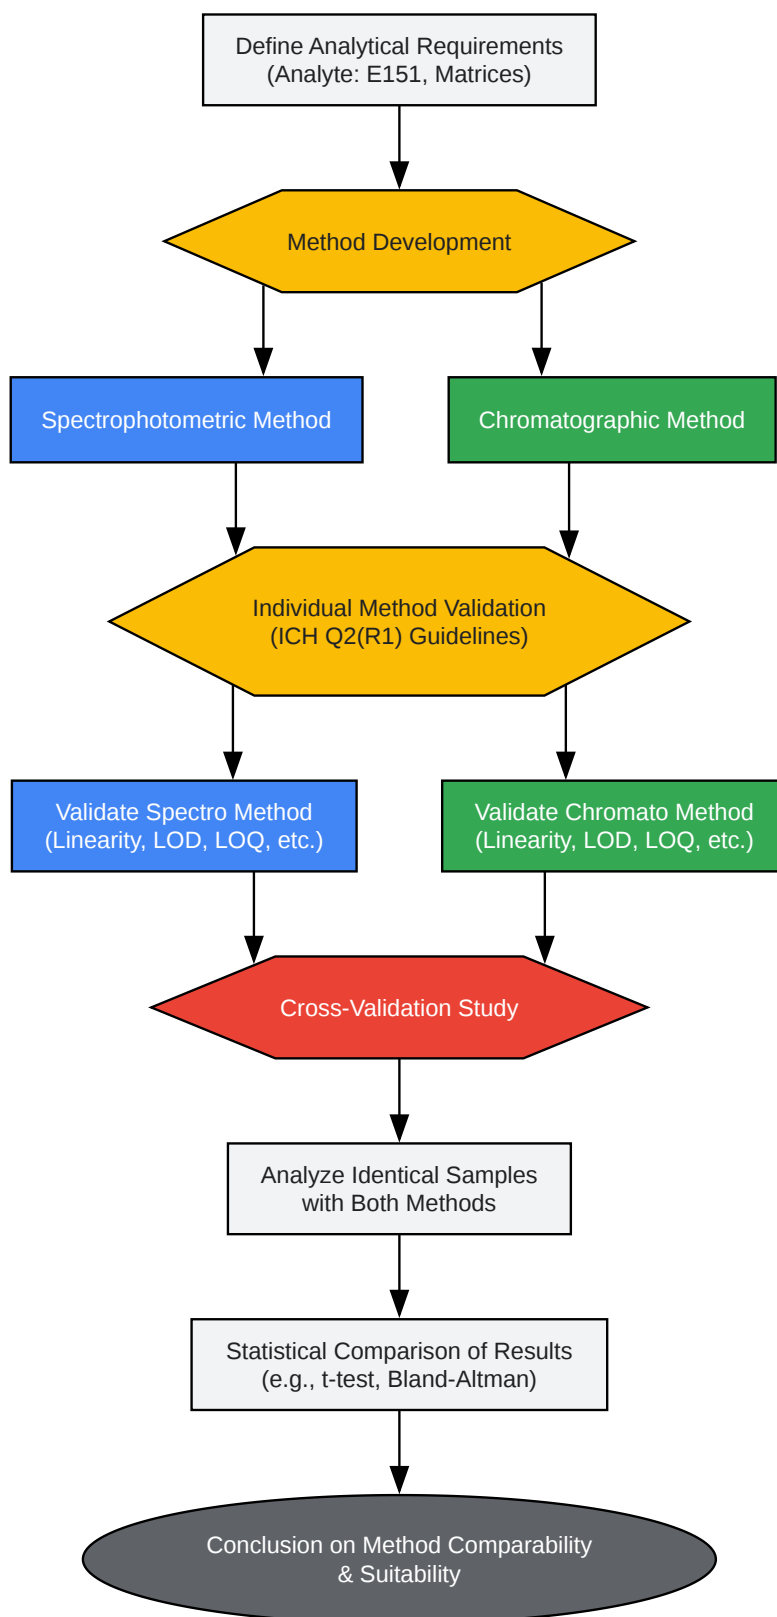 Define Analytical Requirements
(Analyte: E151, Matrices)
Method Development
Spectrophotometric Method
Chromatographic Method
Individual Method Validation
(ICH Q2(R1) Guidelines)
Validate Spectro Method
(Linearity, LOD, LOQ, etc.)
Validate Chromato Method
(Linearity, LOD, LOQ, etc.)
Cross-Validation Study
Analyze Identical Samples
with Both Methods
Statistical Comparison of Results
(e.g., t-test, Bland-Altman)
Conclusion on Method Comparability
& Suitability